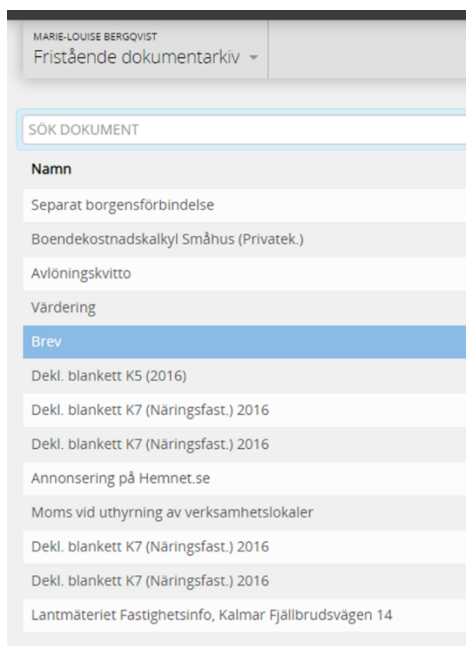 MARIE-LOUISE BERGQVIST
Fristående dokumentarkiv
SÖK DOKUMENT
Namn
Separat borgensförbindelse
Boendekostnadskalkyl Småhus (Privatek.)
Avlöningskvitto
Värdering
Brev
Dekl. blankett K5 (2016)
Dekl. blankett K7 (Näringsfast.) 2016
Dekl. blankett K7 (Näringsfast.) 2016
Annonsering på Hemnet.se
Moms vid uthyrning av verksamhetslokaler
Dekl. blankett K7 (Näringsfast.) 2016
Dekl. blankett K7 (Näringsfast.) 2016
Lantmäteriet Fastighetsinfo, Kalmar Fjällbrudsvägen 14